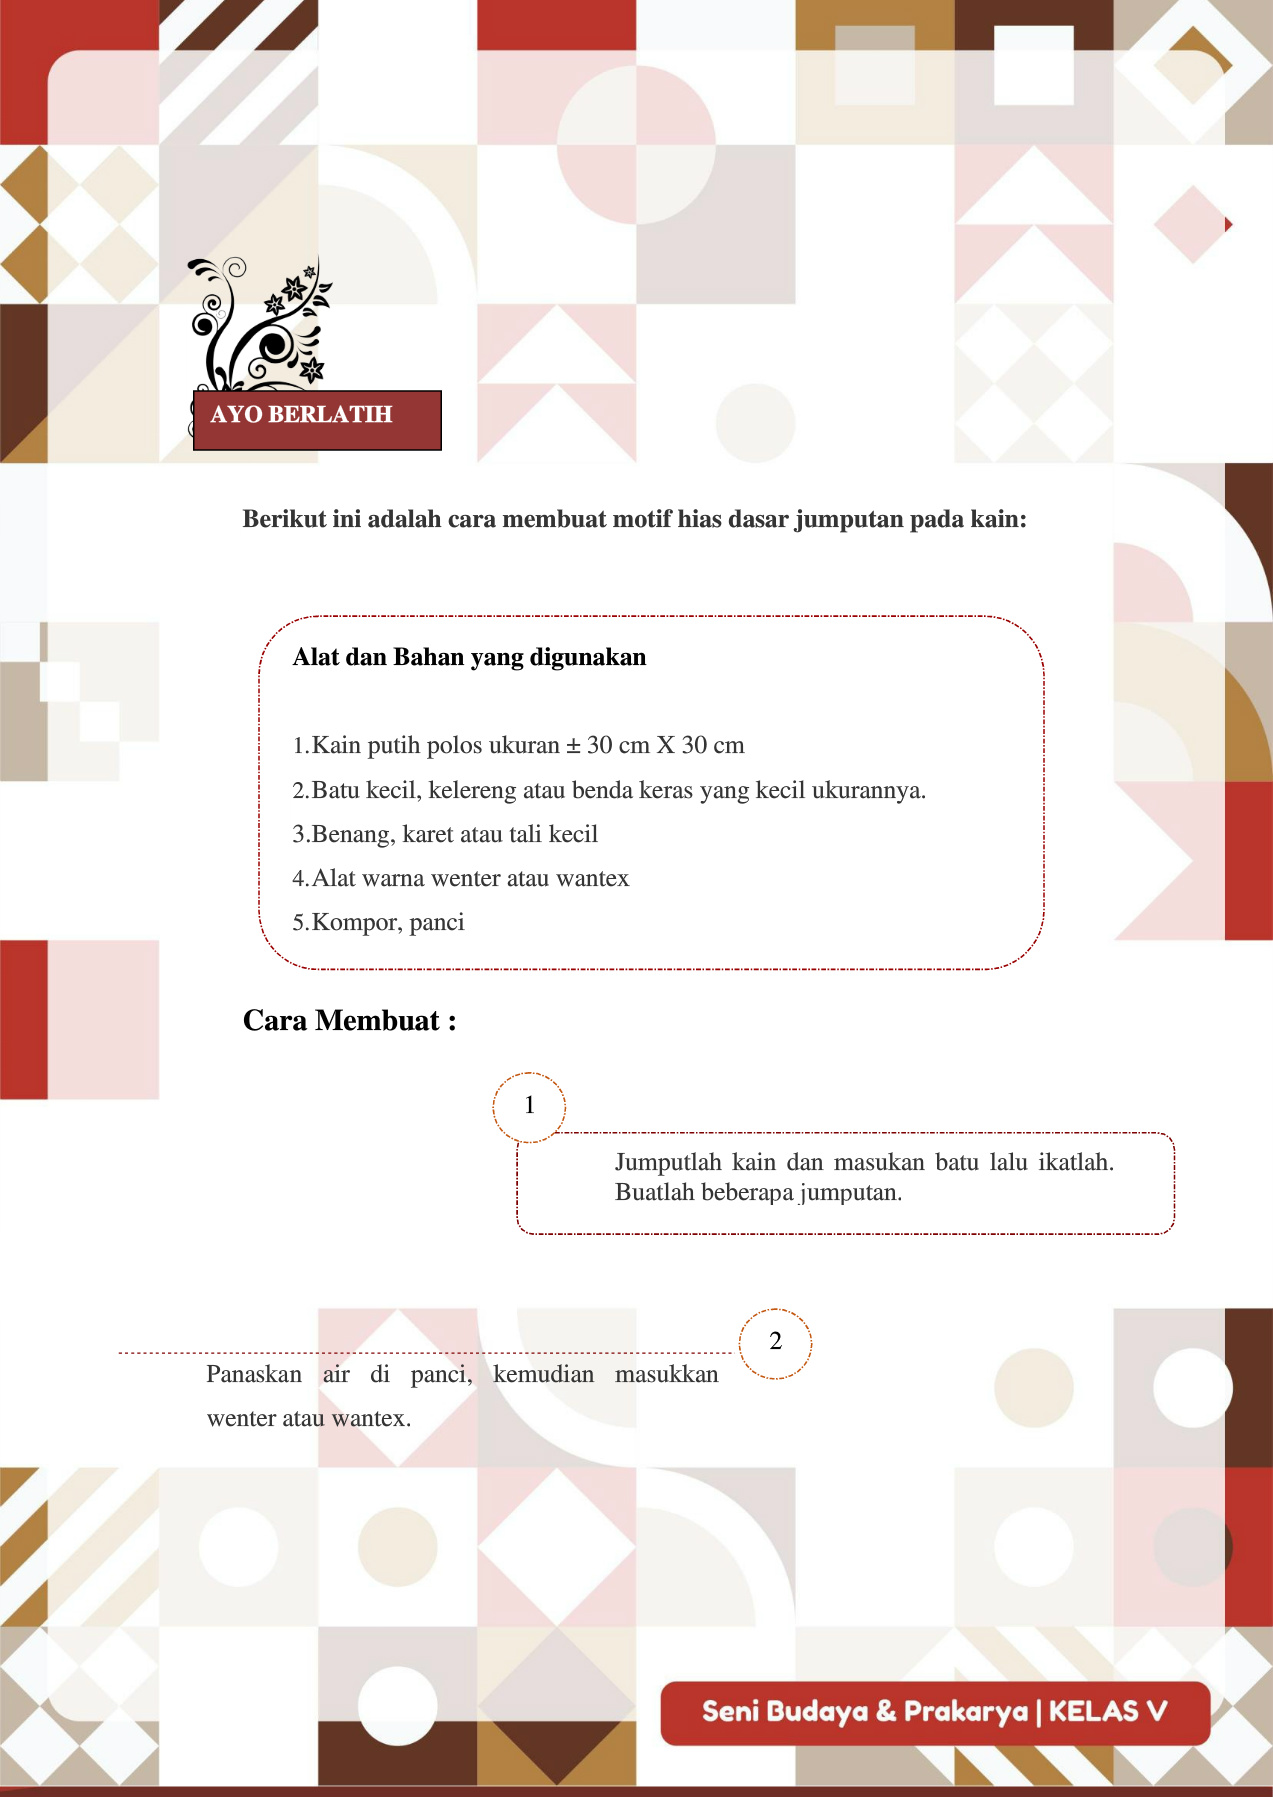 AYO BERLATIH
Berikut ini adalah cara membuat motif hias dasar jumputan pada kain:
Alat dan Bahan yang digunakan
1.Kain putih polos ukuran ± 30 cm X 30 cm
2.Batu kecil, kelereng atau benda keras yang kecil ukurannya.
3.Benang, karet atau tali kecil
4.Alat warna wenter atau wantex
5.Kompor, panci
Cara Membuat :
1
Jumputlah kain dan masukan batu lalu ikatlah.
Buatlah beberapa jumputan.
2
Panaskan air di panci, kemudian masukkan
wenter atau wantex.
Seni Budaya & Prakarya | KELAS V